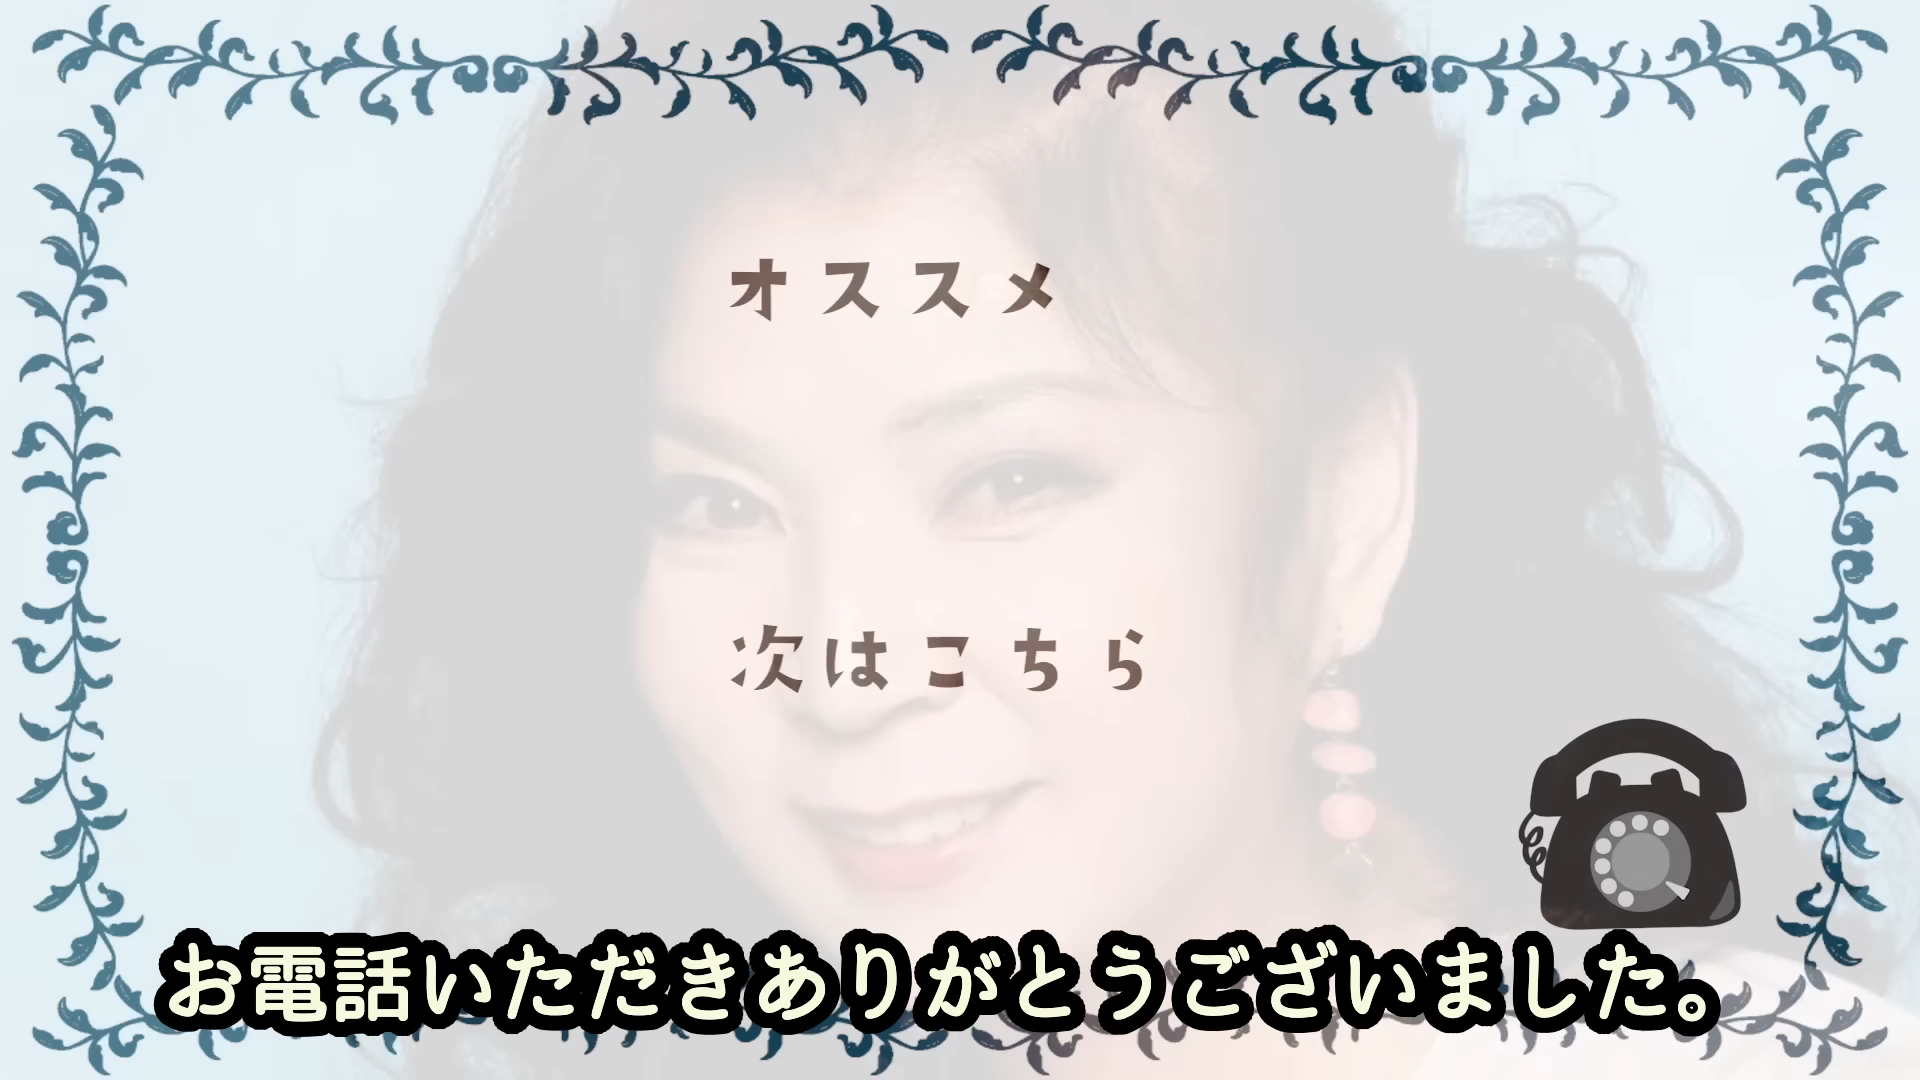 オススメ
次はこちら
お電話いただきありがとうございました。